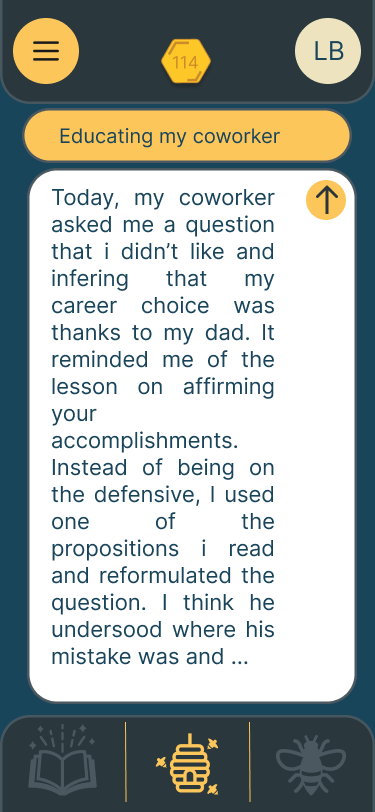 114
LB
Educating my coworker
Today, my coworker
asked me a question
that i didn’t like and
infering that my
career choice was
thanks to my dad. It
reminded me of the
lesson on affirming
your
accomplishments.
Instead of being on
the defensive, I used
one of the
propositions i read
and reformulated the
question. I think he
undersood where his
mistake was and ...